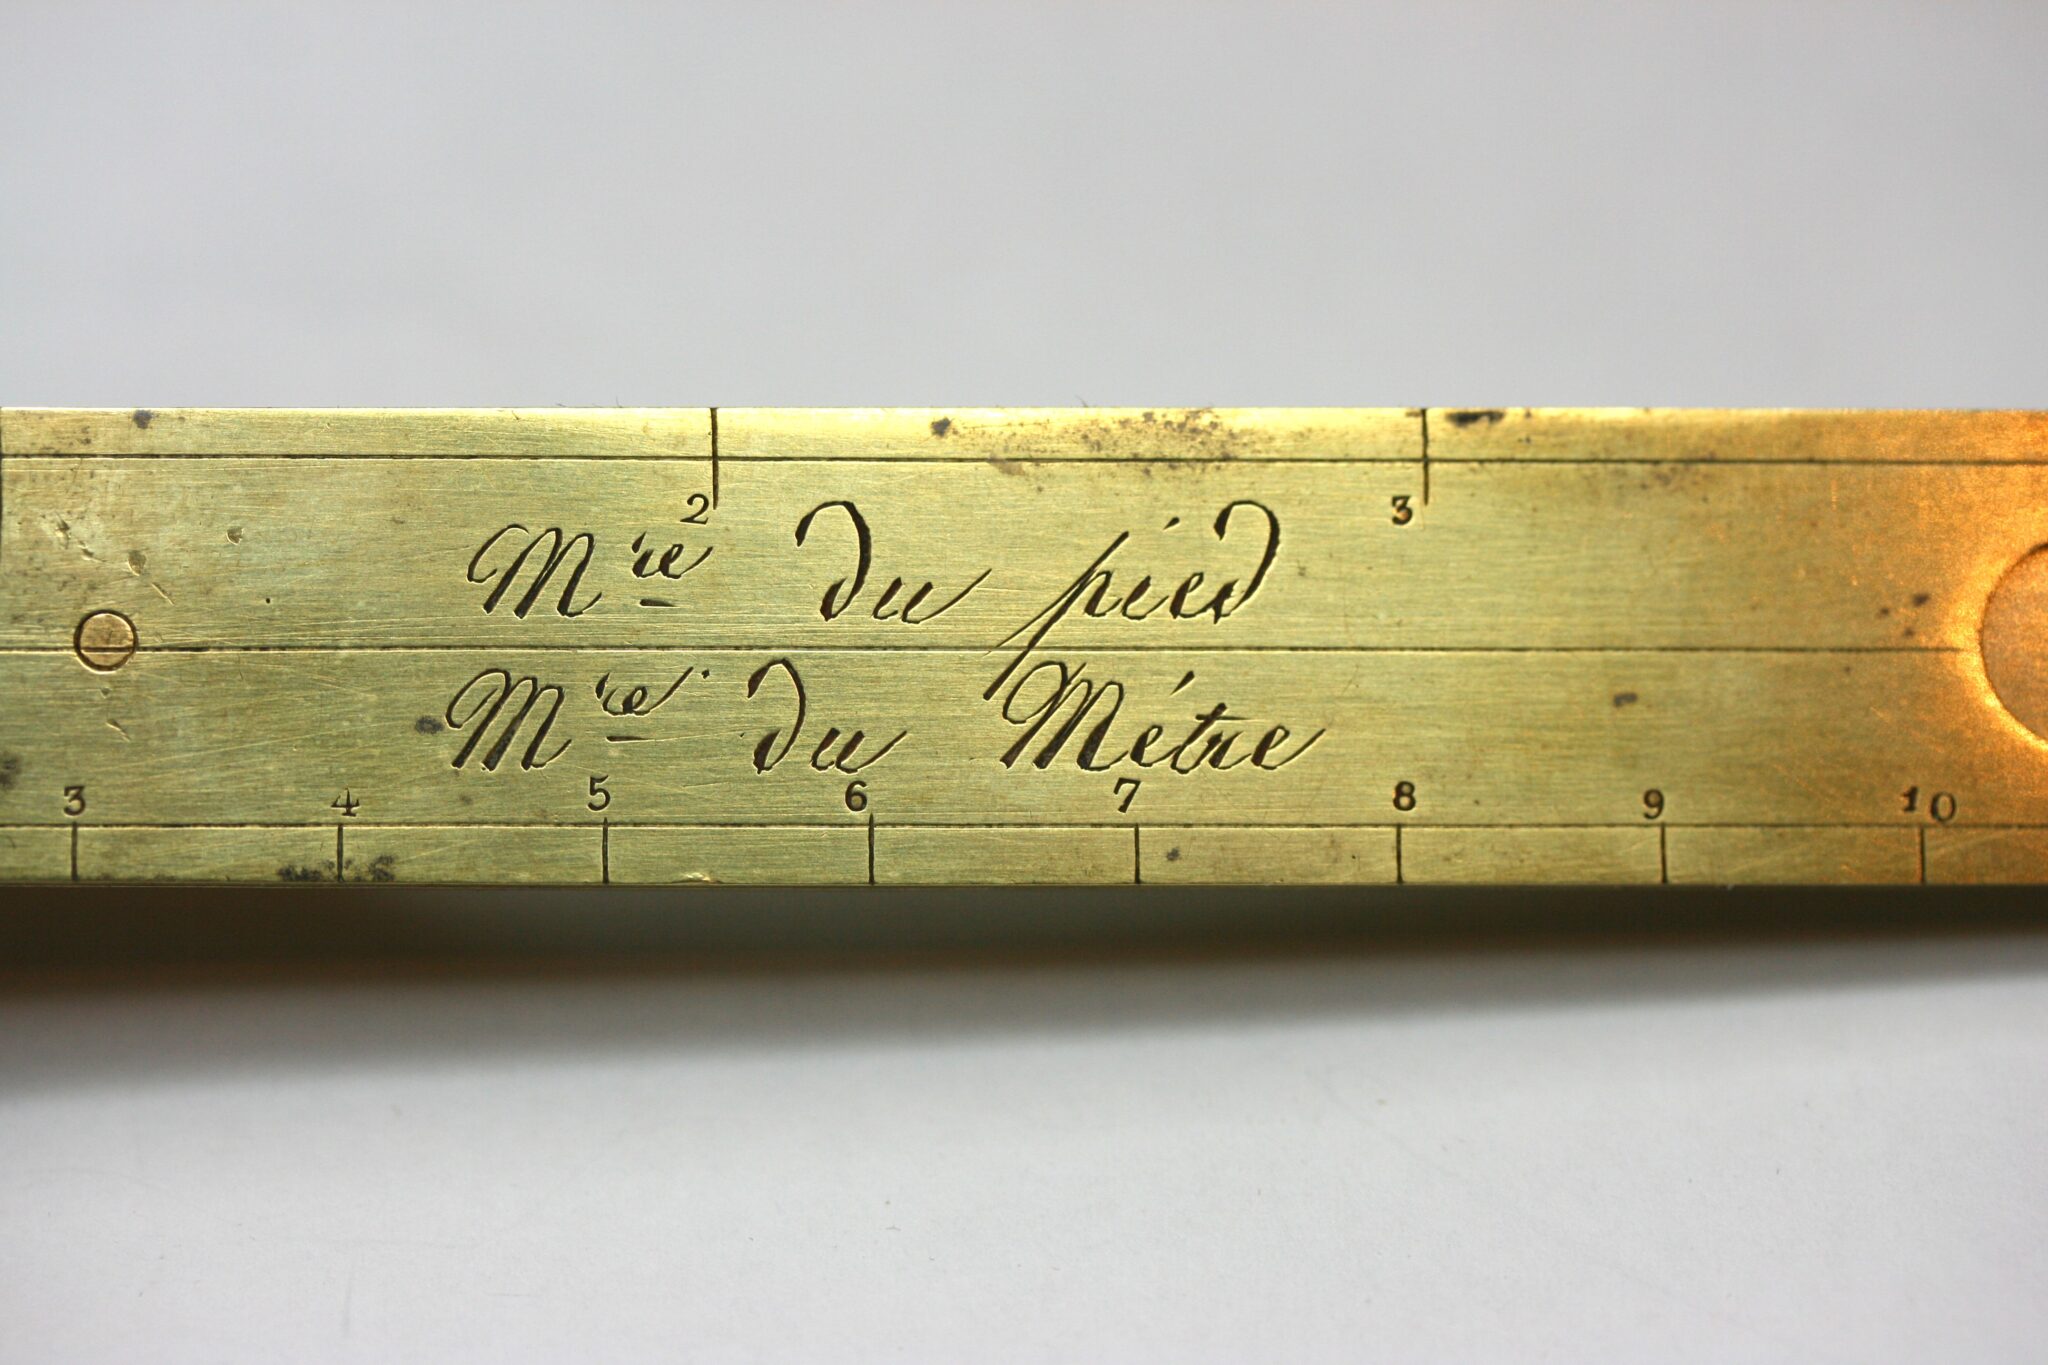 2 3
Mre du pied
Mre du Métre
3 4 5 6 7 8 9 10